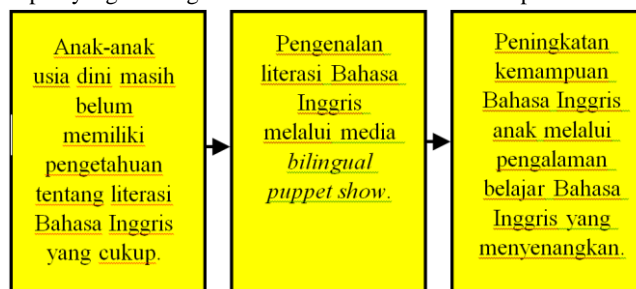 Anak-anak
usia dini masih
belum
memiliki
pengetahuan
tentang literasi
Bahasa Inggris
yang cukup.
Pengenalan
literasi Bahasa
Inggris
melalui media
bilingual
puppet show.
Peningkatan
kemampuan
Bahasa Inggris
anak melalui
pengalaman
belajar Bahasa
Inggris yang
menyenangkan.